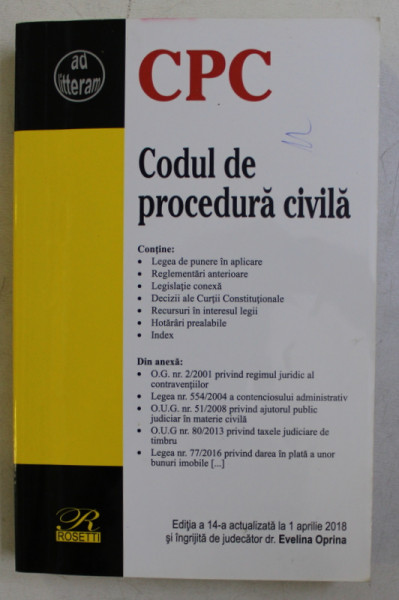 ad
litteram
CPC
Codul de
procedură civilă
Conține:
• Legea de punere în aplicare
• Reglementări anterioare
• Legislație conexă
• Decizii ale Curții Constituționale
• Recursuri în interesul legii
• Hotărâri prealabile
• Index
Din anexă:
• O.G. nr. 2/2001 privind regimul juridic al
contravențiilor
• Legea nr. 554/2004 a contenciosului administrativ
• O.U.G. nr. 51/2008 privind ajutorul public
judiciar în materie civilă
• O.U.G nr. 80/2013 privind taxele judiciare de
timbru
• Legea nr. 77/2016 privind darea în plată a unor
bunuri imobile [...]
Ediția a 14-a actualizată la 1 aprilie 2018
și îngrijită de judecător dr. Evelina Oprina
R
ROSETTI